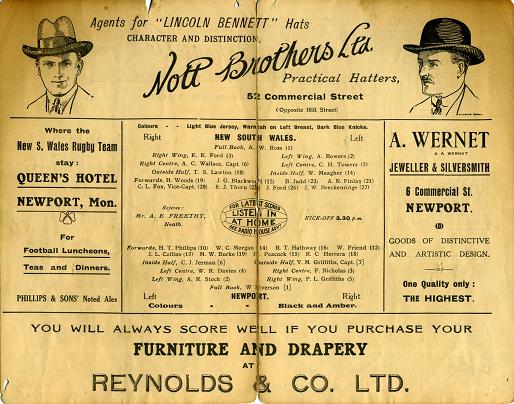 Agents for "LINCOLN BENNETT" Hats
CHARACTER AND DISTINCTION.
Nott Brothers Ltd.
Practical Hatters,
52 Commercial Street
(Opposite Hill Street)
Where the
New S. Wales Rugby Team
stay:
QUEEN'S HOTEL
NEWPORT, Mon.
For
Football Luncheons,
Teas and Dinners.
PHILLIPS & SONS' Noted Ales
Colours - - Light Blue Jersey, Waratah on Left Breast, Dark Blue Knicks.
Right NEW SOUTH WALES. Left
Full Back, A. W. Ross (1)
Right Wing, E. E. Ford (3) Left Wing, A. Bowers (2)
Right Centre, A. C. Wallace, Capt. (6) Left Centre, C. H. Towers (7)
Outside Half, T. S. Lawton (10) Inside Half, W. Meagher (14)
Forwards, H. Woods (19) J. G. Blackwood (15) B. Judd (23) A. N. Finlay (21)
C. L. Fox, Vice-Capt. (20) E. J. Thorn (25) J. Ford (26) J. W. Breckenridge (27)
Referee:
Mr. A. E. FREETHY,
Neath.
FOR LATEST SCORES
LISTEN IN
AT HOME
SEE RADIO HOUSE ADVT
KICK-OFF 3.30 p.m.
Forwards, H. T. Phillips (10) W. C. Morgan (14) R. T. Hathway (16) W. Friend (12)
J. L. Collins (17) M. W. Burke (19) Peacock (15) R. C. Herrera (18)
Inside Half, C. J. Jerman [6] Outside Half, V. M. Griffiths, Capt. [7]
Left Centre, W. R. Davies (4) Right Centre, F. Nicholas (3)
Left Wing, A. R. Stock (2) Right Wing, P. L. Griffiths (5)
Full Back, W Everson [1]
Left NEWPORT. Right.
Colours - - Black and Amber.
A. WERNET
JEWELLER & SILVERSMITH
6 Commercial St.
NEWPORT.
GOODS OF DISTINCTIVE
AND ARTISTIC DESIGN.
One Quality only:
THE HIGHEST.
YOU WILL ALWAYS SCORE WELL IF YOU PURCHASE YOUR
FURNITURE AND DRAPERY
AT
REYNOLDS & CO. LTD.